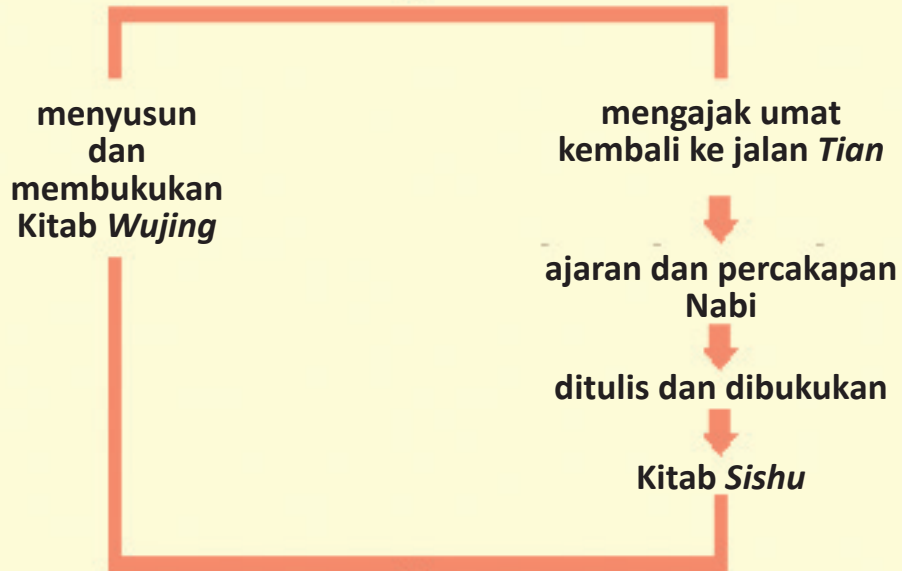 menyusun
dan
membukukan
Kitab Wujing
mengajak umat
kembali ke jalan Tian
ajaran dan percakapan
Nabi
ditulis dan dibukukan
Kitab Sishu